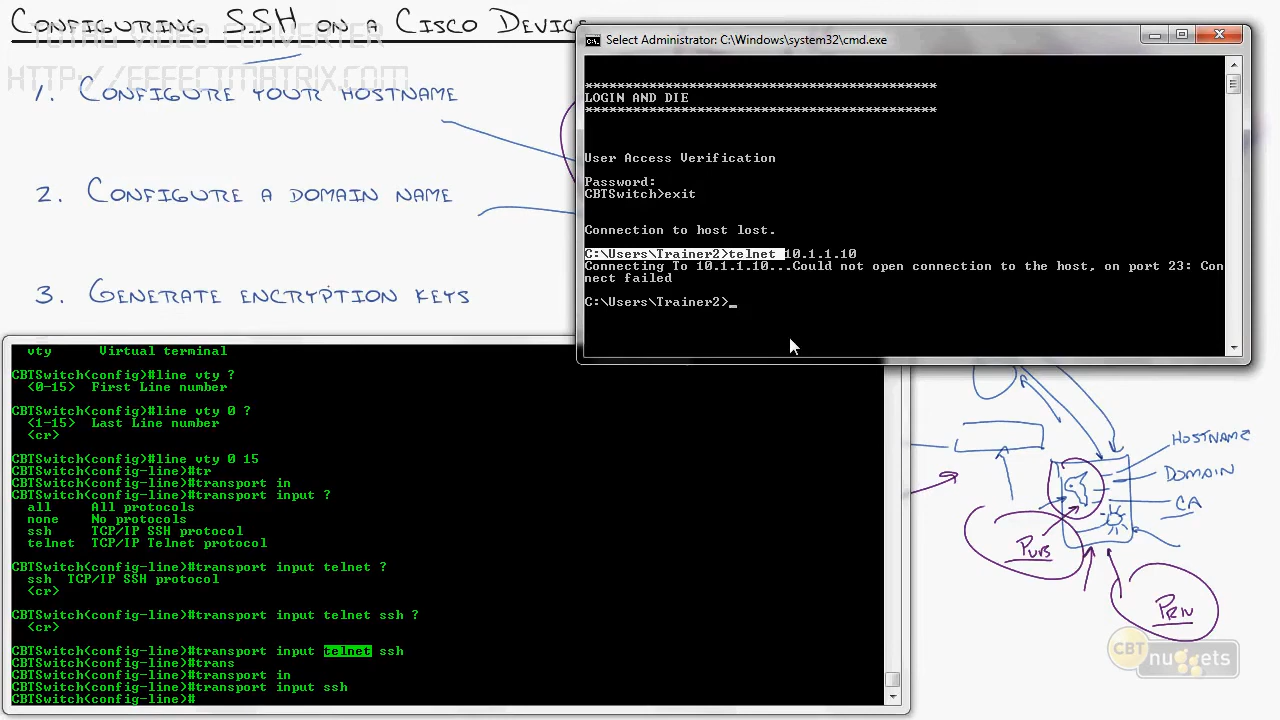 Configuring SSH on a Cisco Device
TOTAL VIDEO CONVERTER
HTTP://EFFECTMATRIX.COM
1. Configure your hostname
2. Configure a domain name
3. Generate encryption keys
Select Administrator: C:\Windows\system32\cmd.exe
*******************************************
LOGIN AND DIE
*******************************************
User Access Verification
Password:
CBTSwitch>exit
Connection to host lost.
C:\Users\Trainer2>telnet 10.1.1.10
Connecting To 10.1.1.10...Could not open connection to the host, on port 23: Con
nect failed
C:\Users\Trainer2>_
vty      Virtual terminal
CBTSwitch(config)#line vty ?
<0-15>  First Line number
CBTSwitch(config)#line vty 0 ?
<1-15>  Last Line number
<cr>
CBTSwitch(config)#line vty 0 15
CBTSwitch(config-line)#tr
CBTSwitch(config-line)#transport in
CBTSwitch(config-line)#transport input ?
all     All protocols
none    No protocols
ssh     TCP/IP SSH protocol
telnet  TCP/IP Telnet protocol
CBTSwitch(config-line)#transport input telnet ?
ssh  TCP/IP SSH protocol
<cr>
CBTSwitch(config-line)#transport input telnet ssh ?
<cr>
CBTSwitch(config-line)#transport input telnet ssh
CBTSwitch(config-line)#trans
CBTSwitch(config-line)#transport in
CBTSwitch(config-line)#transport input ssh
CBTSwitch(config-line)#
Hostname
Domain
CA
Priv
CBT nuggets